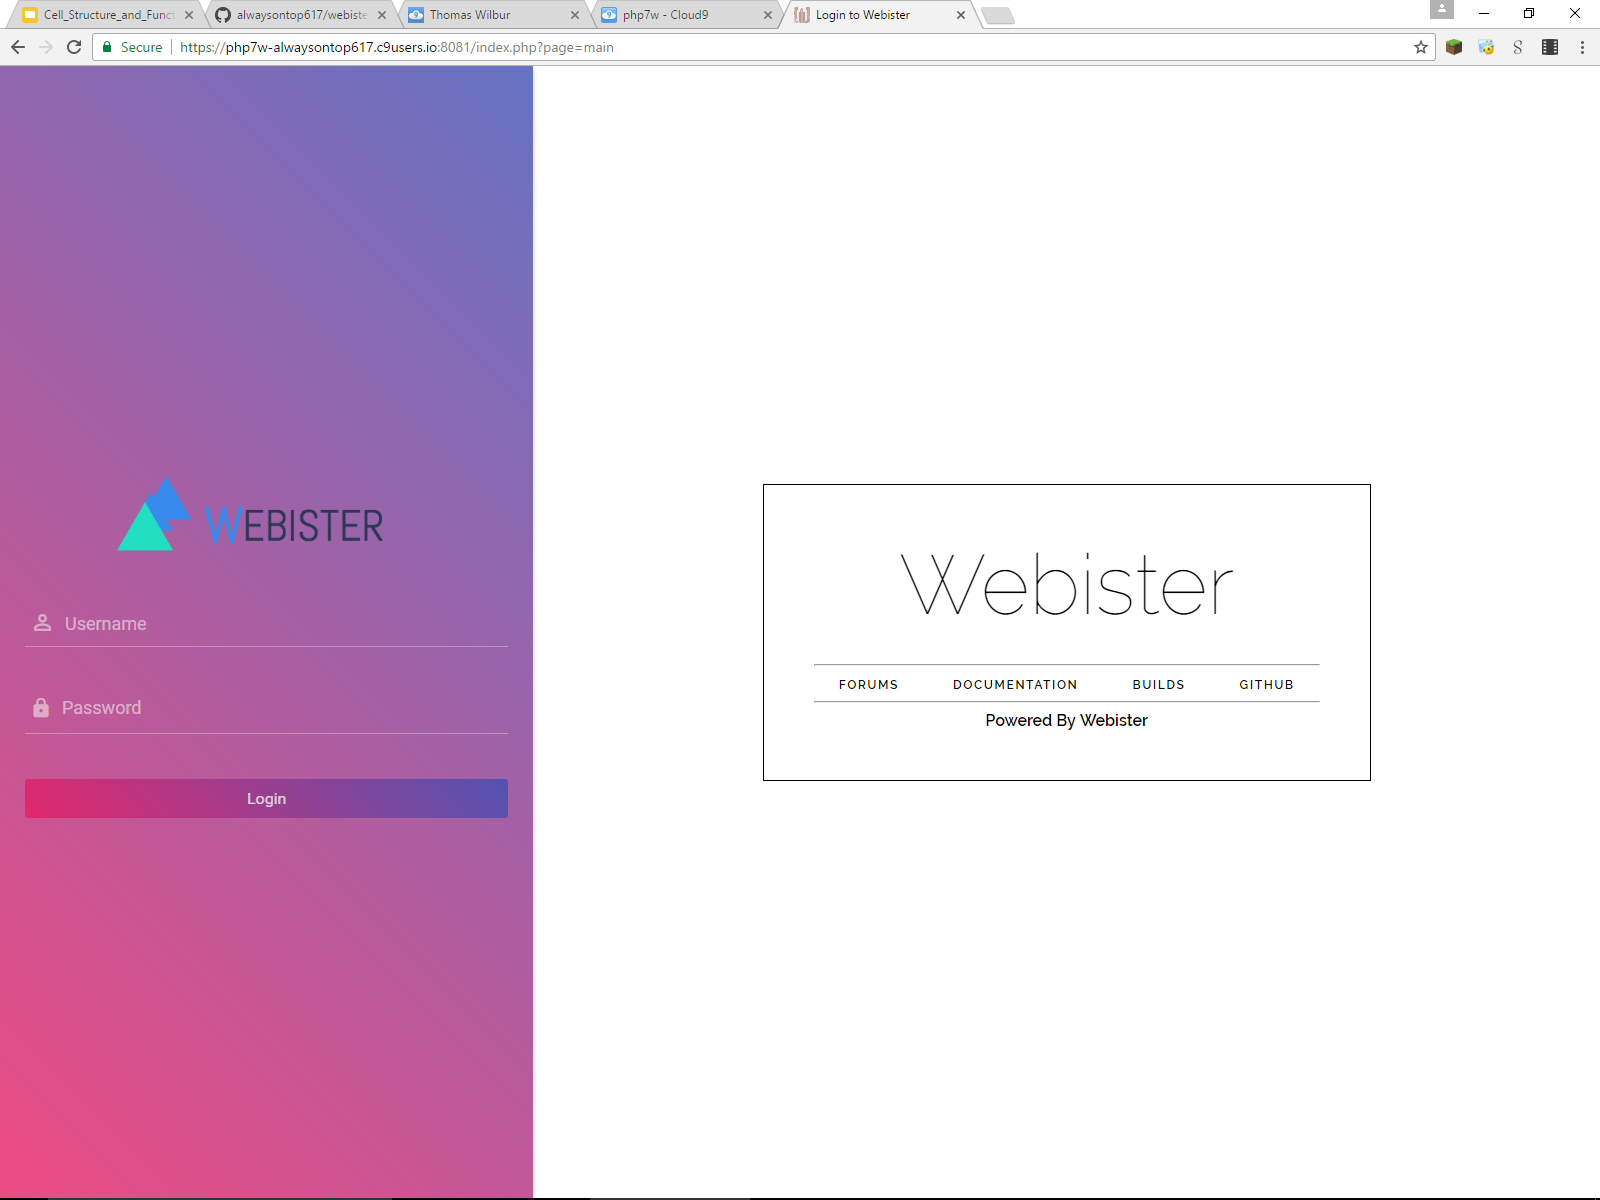 Cell_Structure_and_Funct
alwaysontop617/webiste
Thomas Wilbur
php7w - Cloud9
Login to Webister
Secure
https://php7w-alwaysontop617.c9users.io:8081/index.php?page=main
WEBISTER
Username
Password
Login
Webister
FORUMS DOCUMENTATION BUILDS GITHUB
Powered By Webister